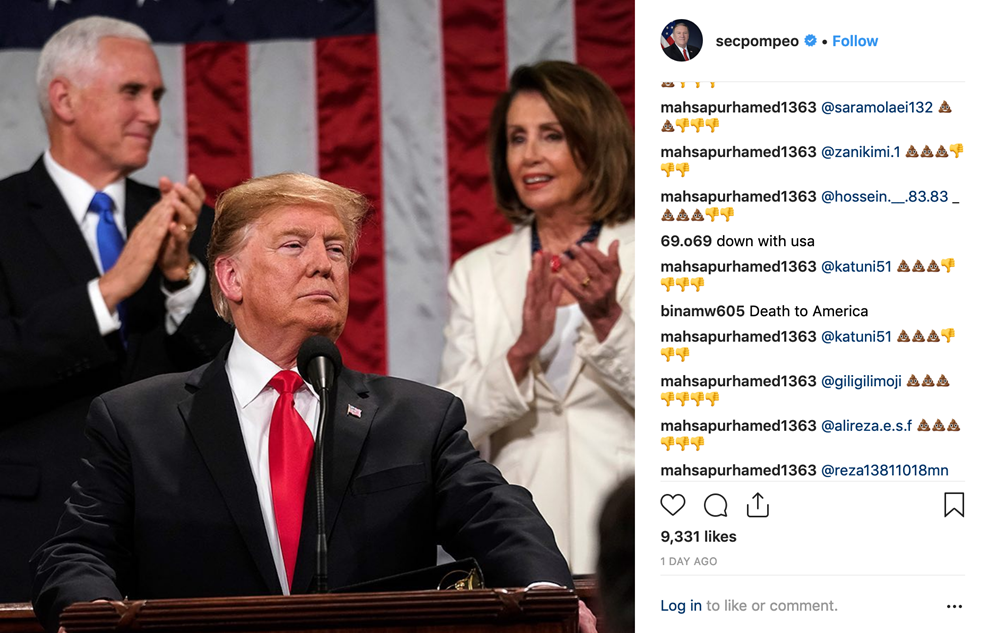 secpompeo • Follow
mahsapurhamed1363 @saramolaei132 💩
💩👎👎👎
mahsapurhamed1363 @zanikimi.1 💩💩💩👎
👎👎
mahsapurhamed1363 @hossein.__.83.83 _
💩💩💩👎👎
69.o69 down with usa
mahsapurhamed1363 @katuni51 💩💩💩👎
👎👎👎
binamw605 Death to America
mahsapurhamed1363 @katuni51 💩💩💩👎
👎👎
mahsapurhamed1363 @giligilimoji 💩💩💩
👎👎👎👎
mahsapurhamed1363 @alireza.e.s.f 💩💩💩
👎👎👎
mahsapurhamed1363 @reza13811018mn
9,331 likes
1 DAY AGO
Log in to like or comment.